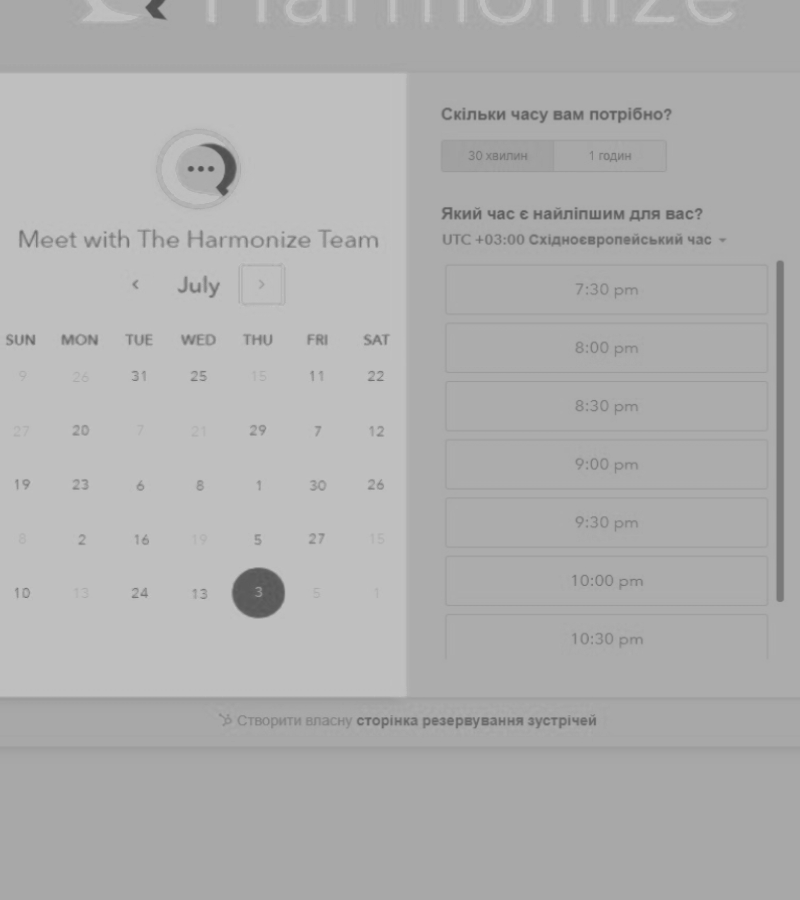 Harmonize
Meet with The Harmonize Team
‹ July ›
SUN MON TUE WED THU FRI SAT
9 26 31 25 15 11 22
27 20 7 21 29 7 12
19 23 6 8 1 30 26
8 2 16 19 5 27 15
10 13 24 13 3 5 1
Скільки часу вам потрібно?
30 хвилин 1 годин
Який час є найліпшим для вас?
UTC +03:00 Східноєвропейський час
7:30 pm
8:00 pm
8:30 pm
9:00 pm
9:30 pm
10:00 pm
10:30 pm
Створити власну сторінка резервування зустрічей